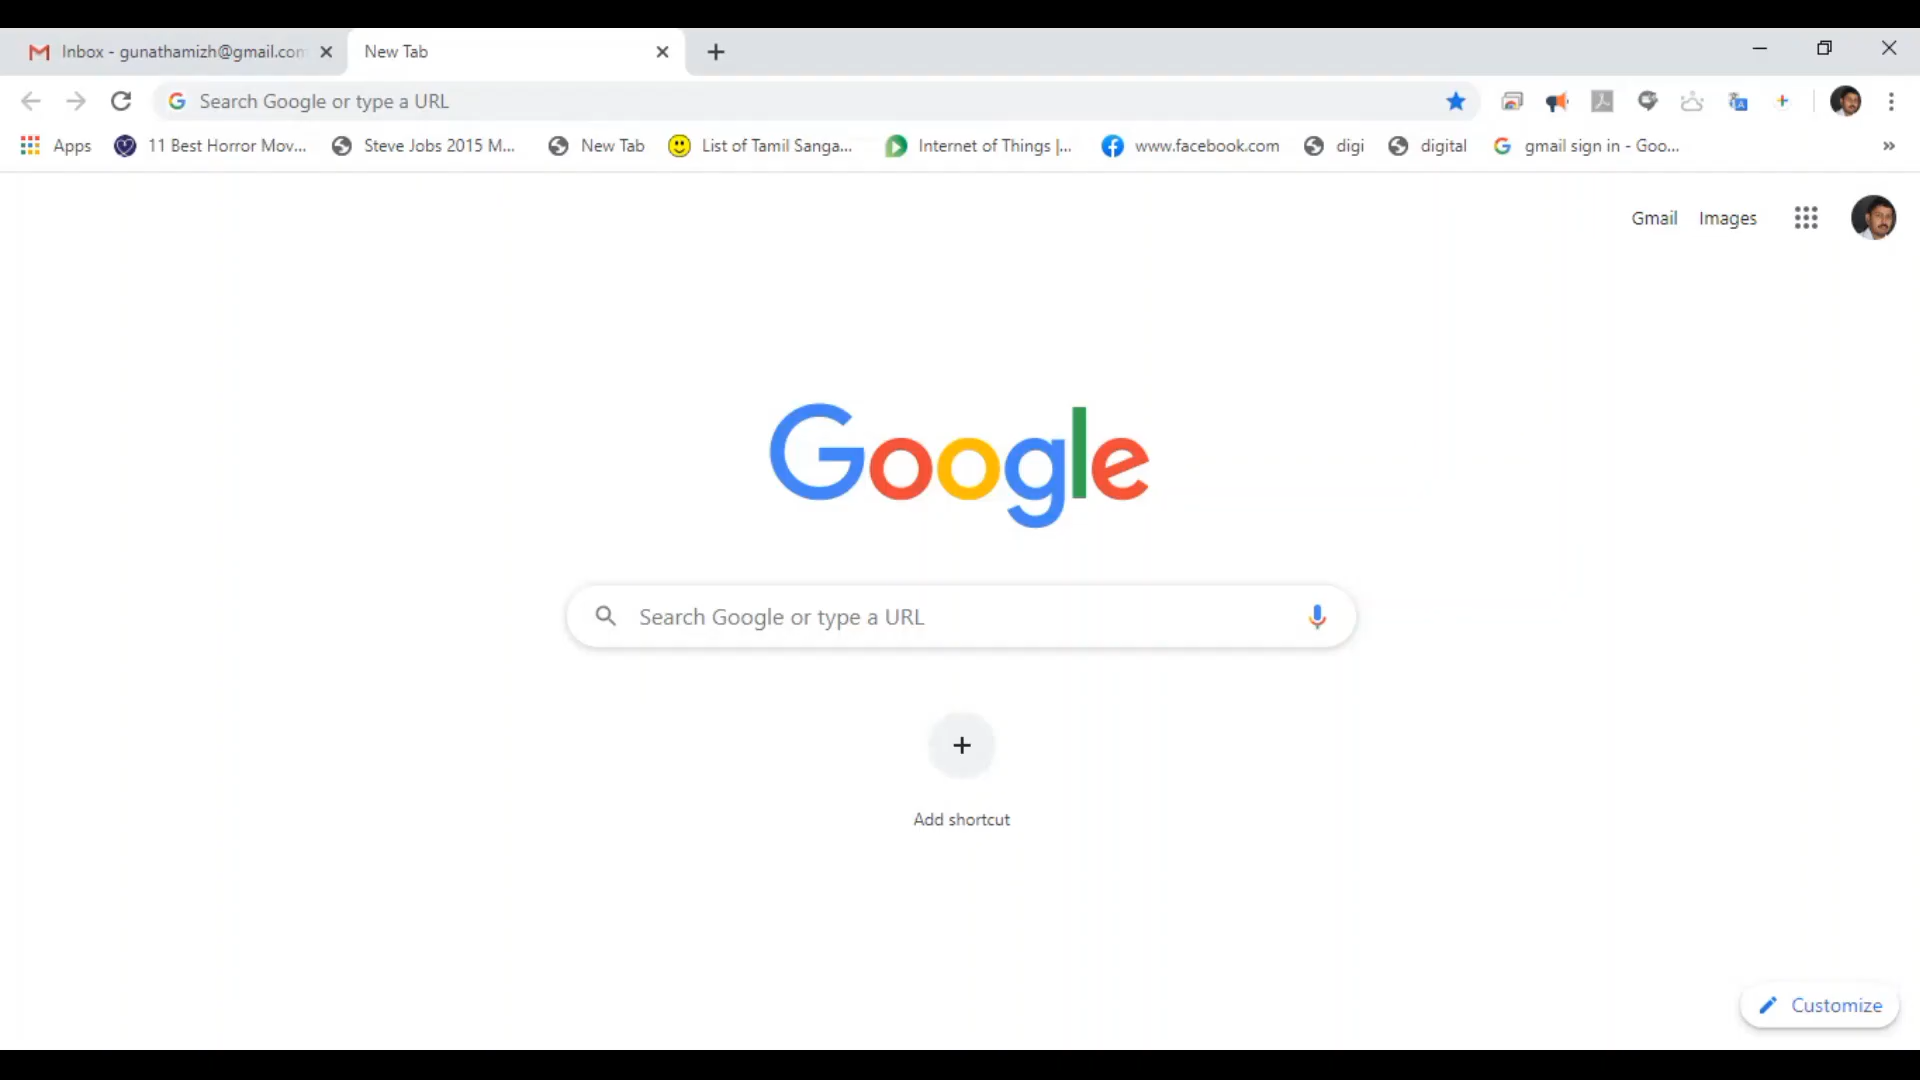 Inbox - gunathamizh@gmail.com
New Tab
Search Google or type a URL
Apps 11 Best Horror Mov... Steve Jobs 2015 M... New Tab List of Tamil Sanga... Internet of Things |... www.facebook.com digi digital gmail sign in - Goo... »
Gmail Images
Google
Search Google or type a URL
Add shortcut
Customize